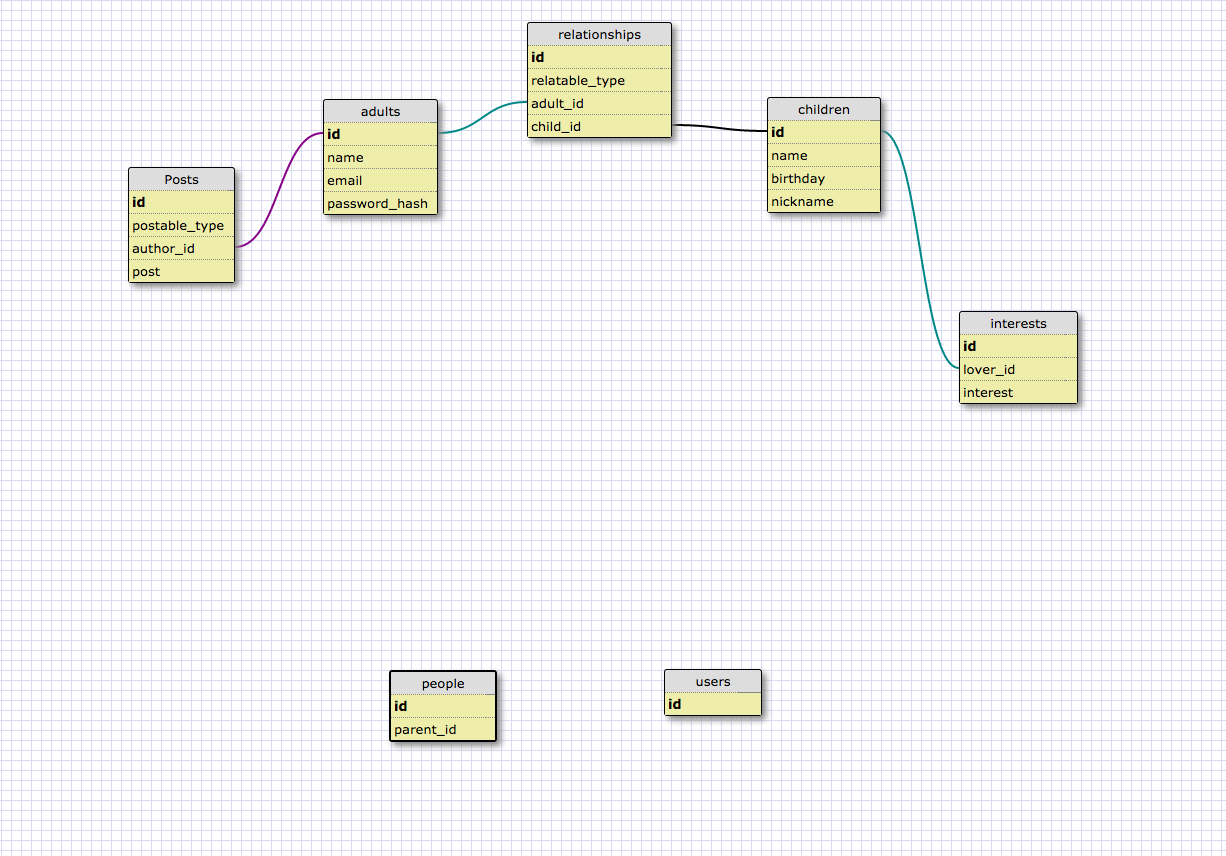 relationships
id
relatable_type
adult_id
child_id
adults
id
name
email
password_hash
children
id
name
birthday
nickname
Posts
id
postable_type
author_id
post
interests
id
lover_id
interest
people
id
parent_id
users
id